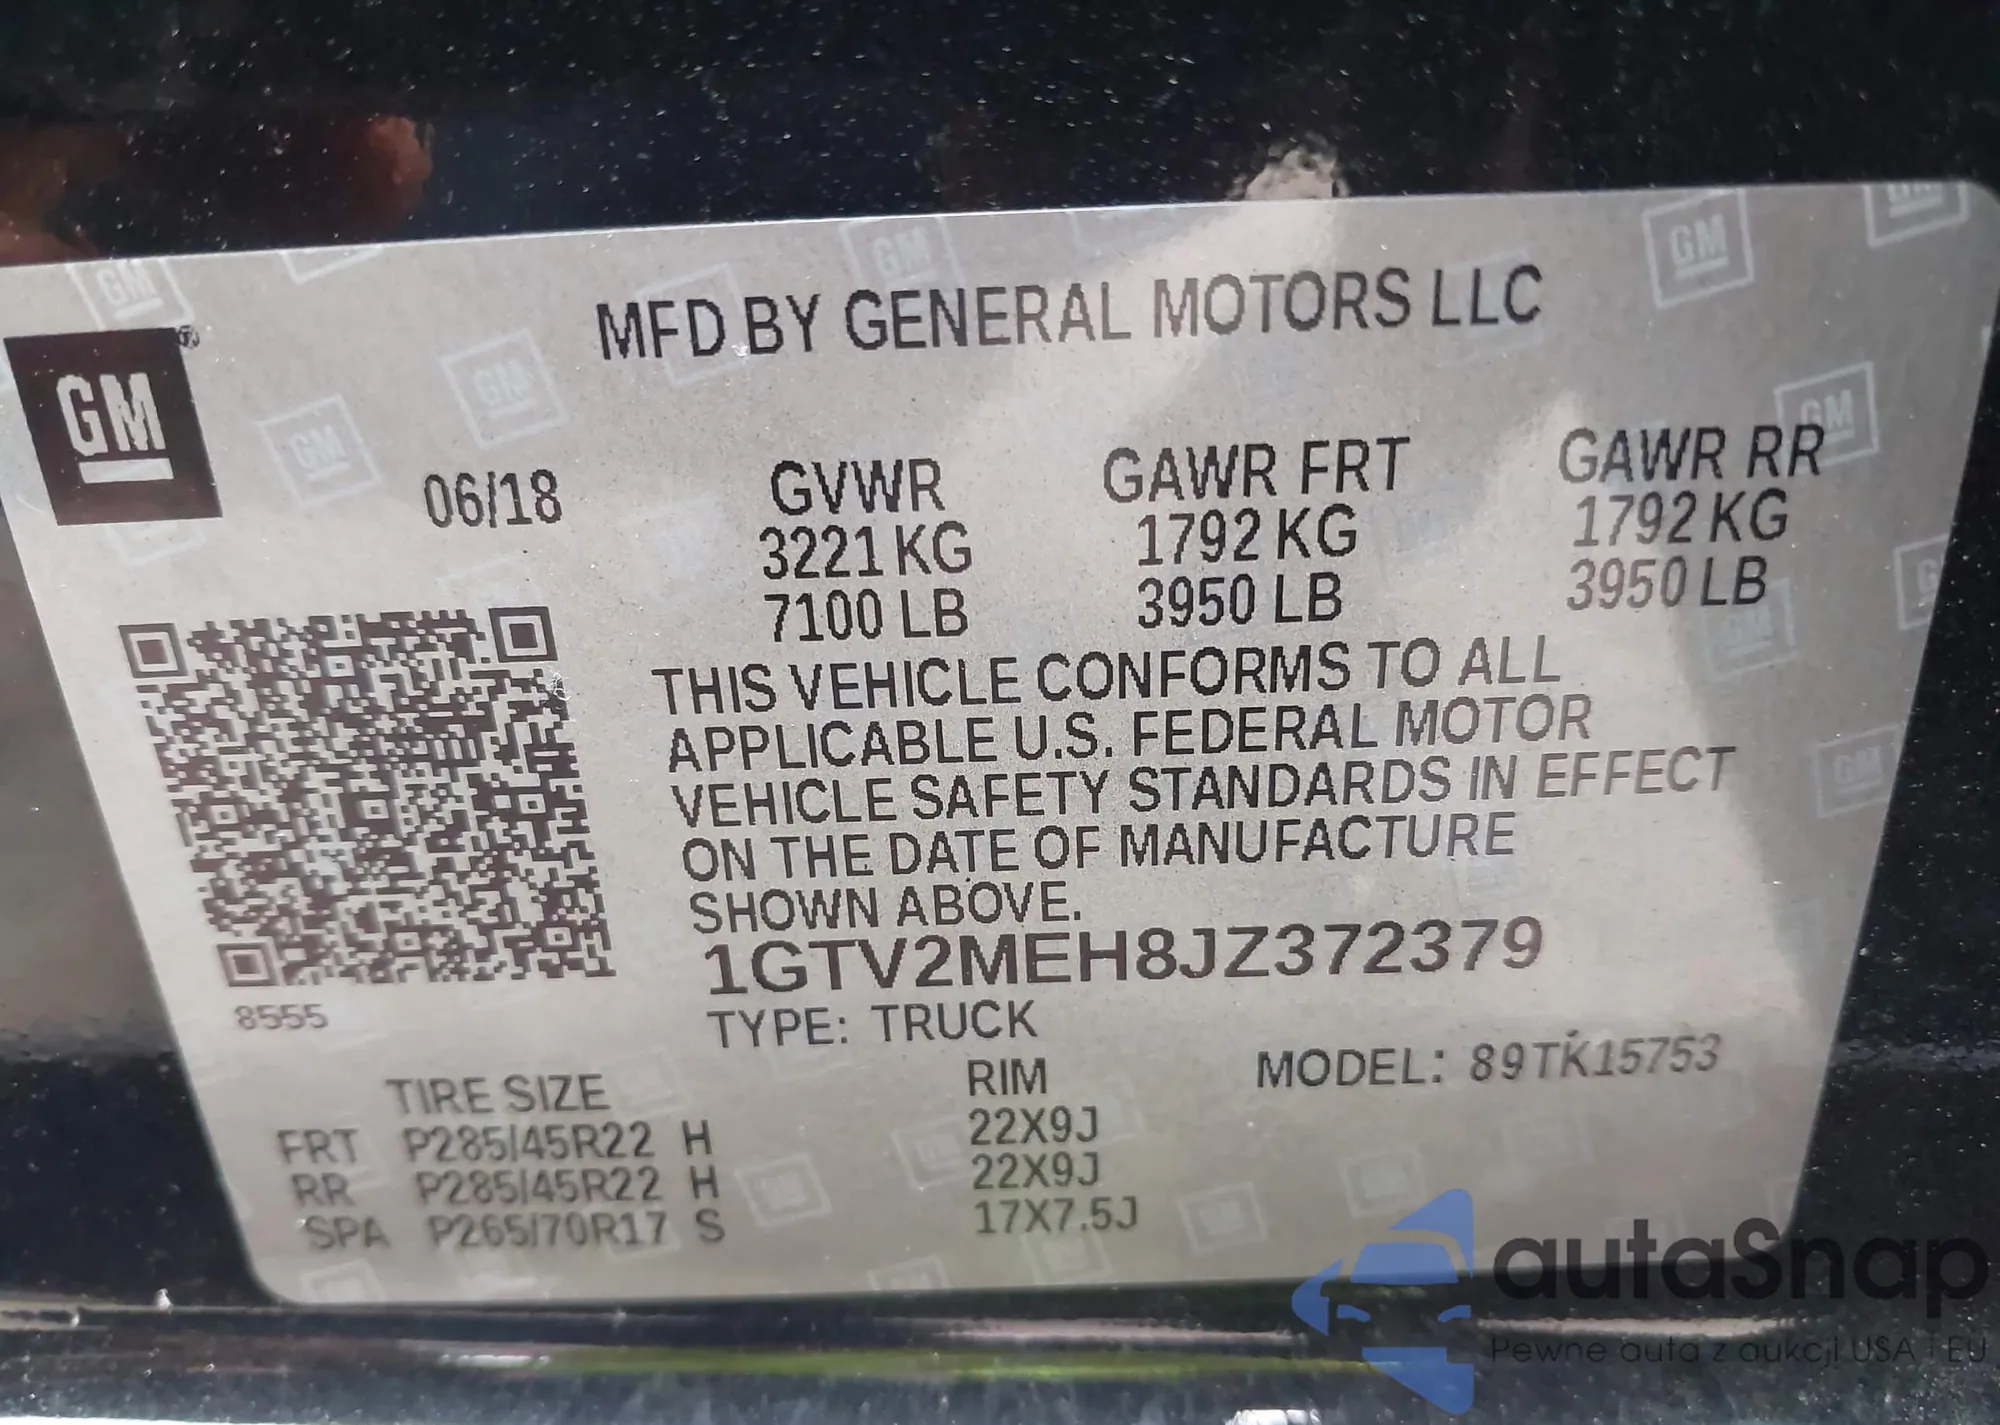 MFD BY GENERAL MOTORS LLC
GM
®
06/18
GVWR GAWR FRT GAWR RR
3221 KG 1792 KG 1792 KG
7100 LB 3950 LB 3950 LB
THIS VEHICLE CONFORMS TO ALL
APPLICABLE U.S. FEDERAL MOTOR
VEHICLE SAFETY STANDARDS IN EFFECT
ON THE DATE OF MANUFACTURE
SHOWN ABOVE.
1GTV2MEH8JZ372379
8555
TYPE: TRUCK
MODEL: 89TK15753
TIRE SIZE RIM
FRT P285/45R22 H 22X9J
RR P285/45R22 H 22X9J
SPA P265/70R17 S 17X7.5J
autaSnap
Pewne auta z aukcji USA i EU